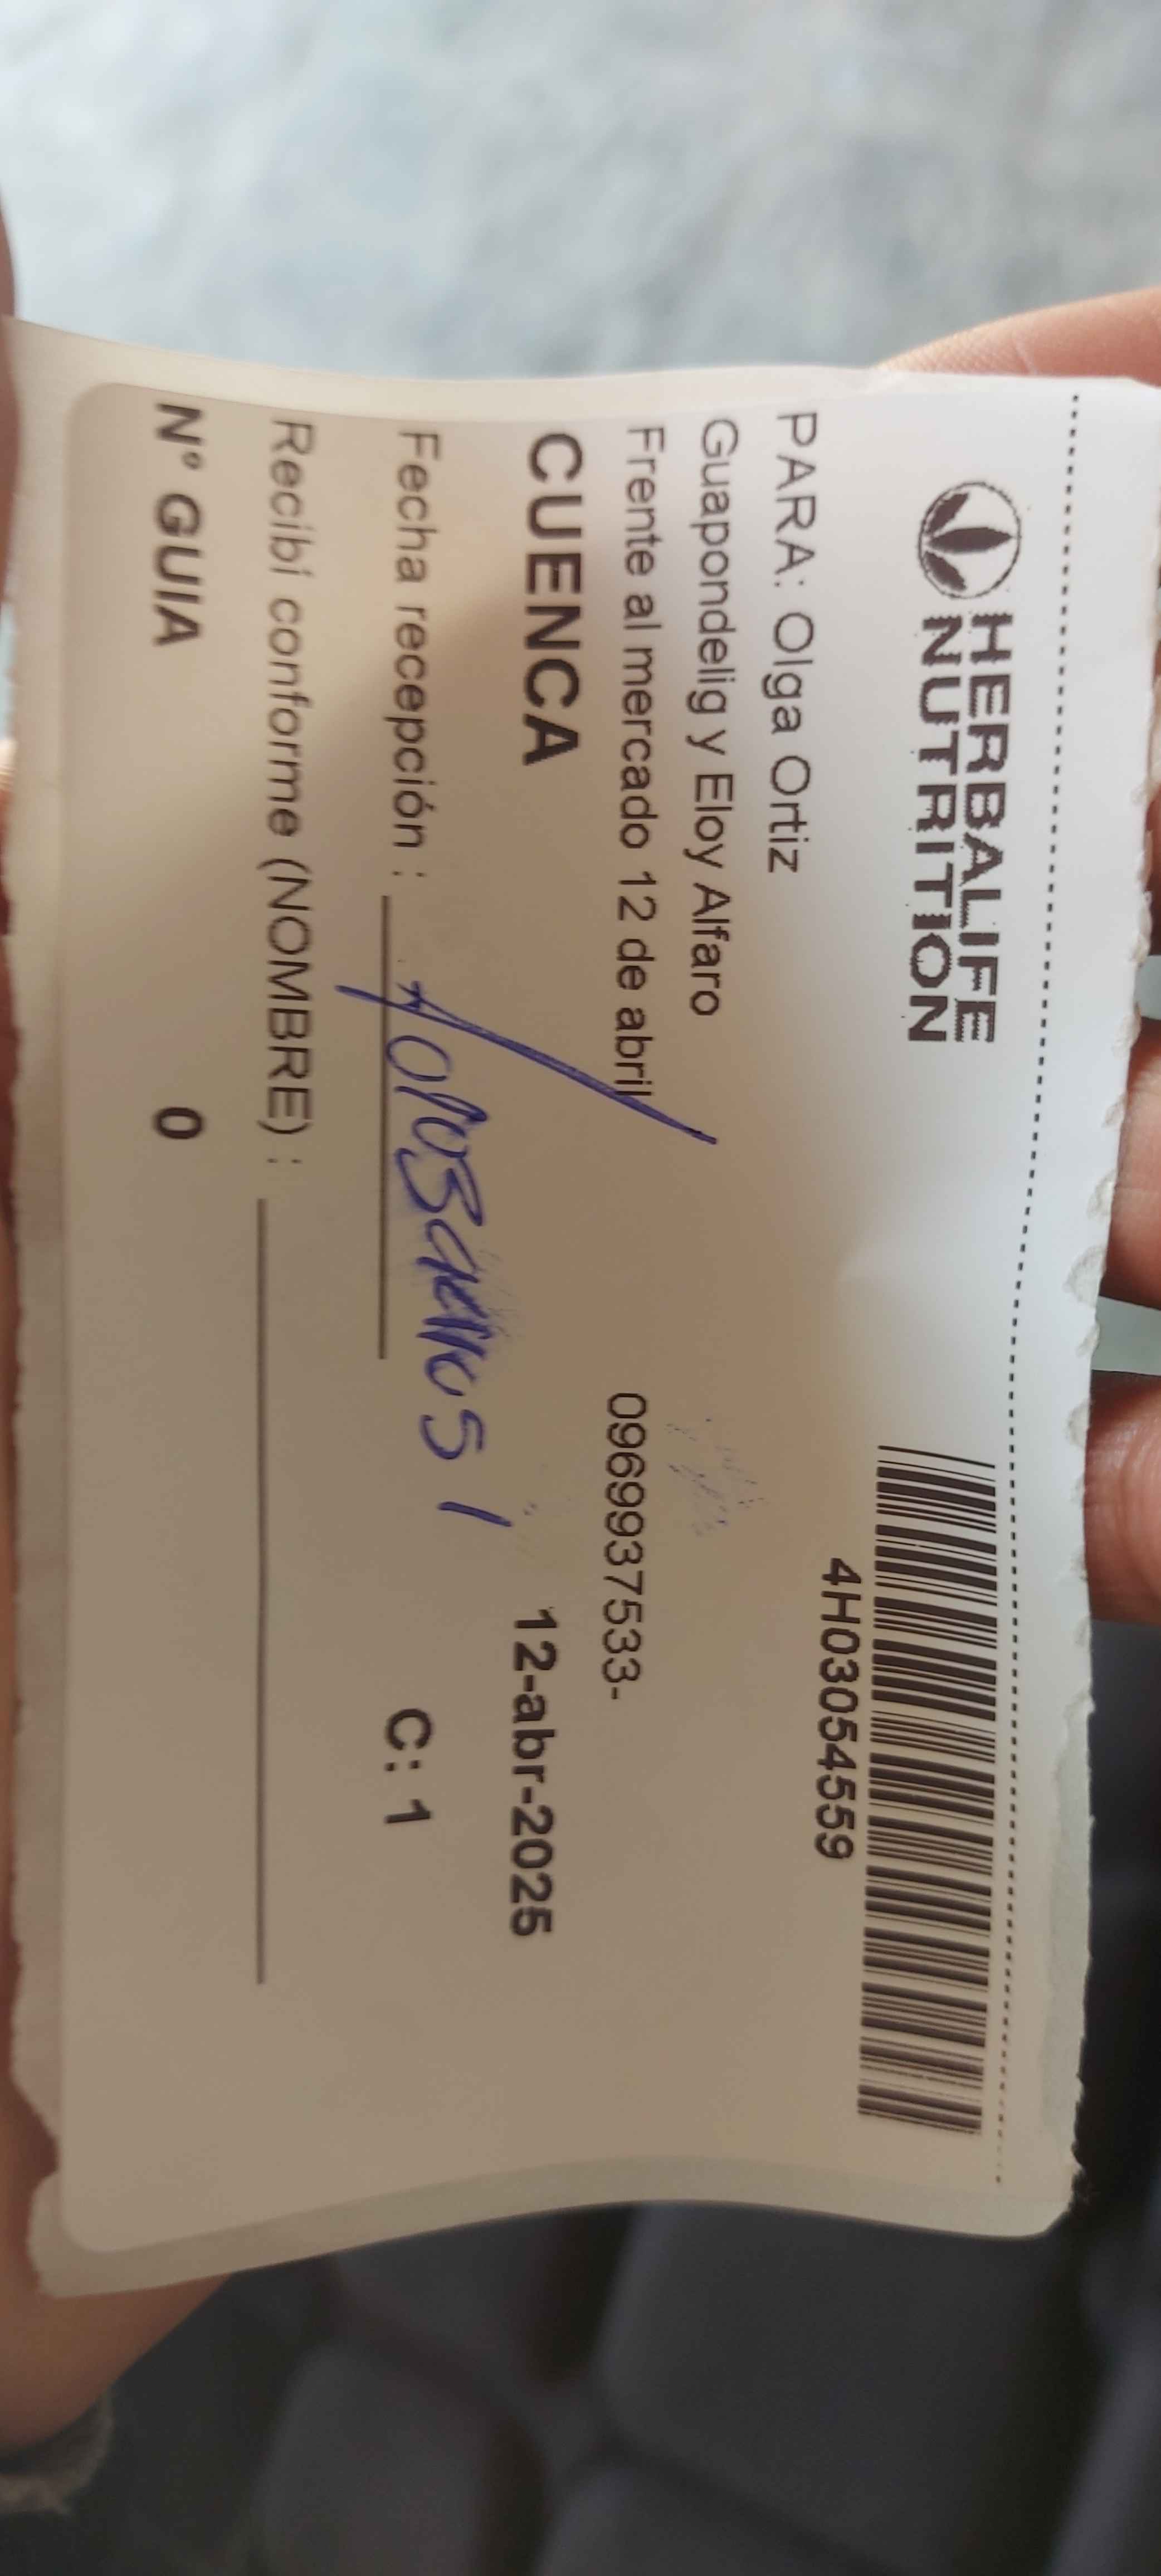 HERBALIFE
NUTRITION
4H03054559
PARA: Olga Ortiz
Guapondelig y Eloy Alfaro
Frente al mercado 12 de abril
0969937533-
CUENCA
12-abr-2025
Fecha recepción :
C: 1
Recibí conforme (NOMBRE) :
N° GUIA
0